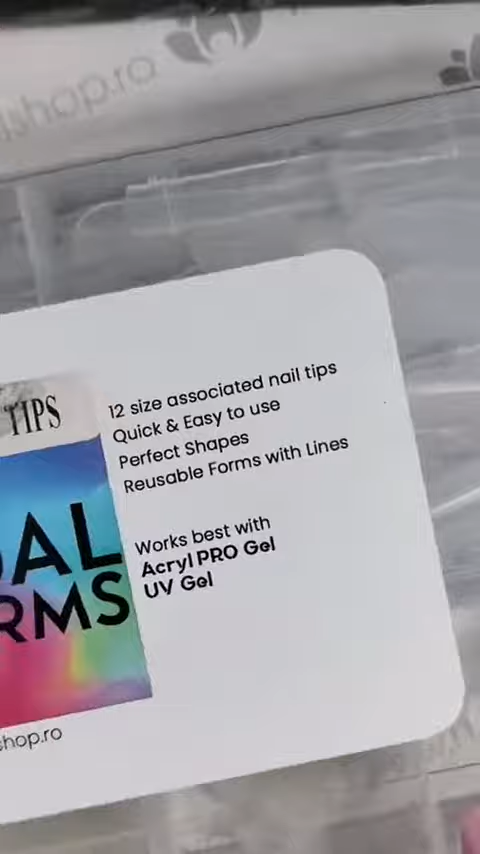 shop.ro
TIPS
12 size associated nail tips
Quick & Easy to use
Perfect Shapes
Reusable Forms with Lines
AL
RMS
Works best with
Acryl PRO Gel
UV Gel
shop.ro